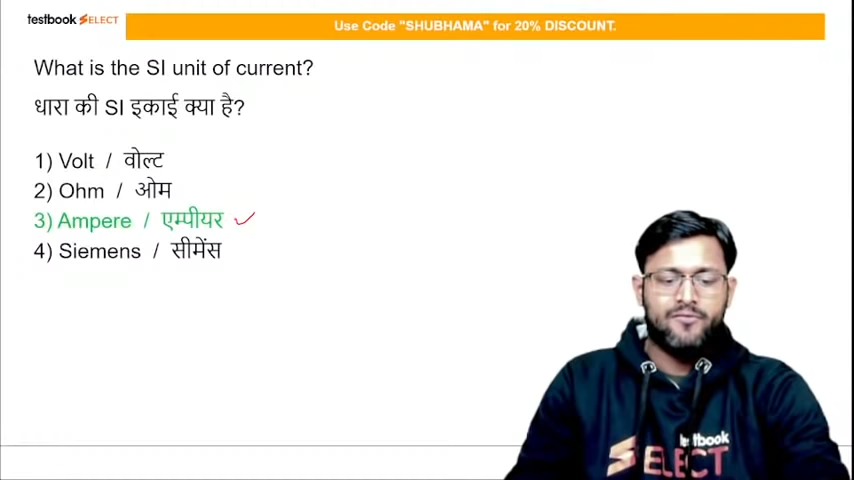 testbook SELECT
Use Code "SHUBHAMA" for 20% DISCOUNT.
What is the SI unit of current?
धारा की SI इकाई क्या है?
1) Volt / वोल्ट
2) Ohm / ओम
3) Ampere / एम्पीयर
4) Siemens / सीमेंस
testbook
SELECT